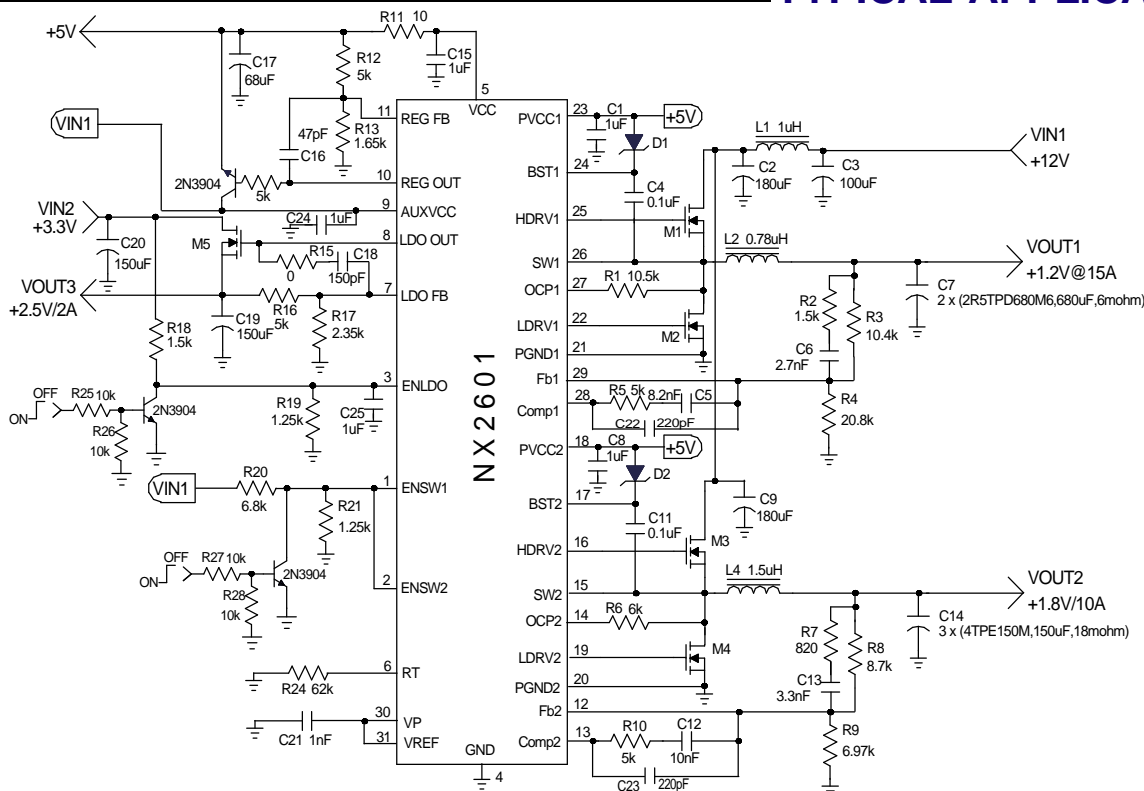 R11 10
+5V
C17
68uF
R12
5k
C15
1uF
5
VCC
VIN1
11
REG FB
47pF
C16
R13
1.65k
2N3904
5k
10
REG OUT
9
AUXVCC
C24
1uF
VIN2
+3.3V
C20
150uF
M5
8
LDO OUT
R15
0
C18
150pF
VOUT3
+2.5V/2A
7
LDO FB
C19
150uF
R16
5k
R17
2.35k
R18
1.5k
3
ENLDO
OFF
ON
R25 10k
2N3904
R26
10k
R19
1.25k
C25
1uF
VIN1
R20
6.8k
1
ENSW1
R21
1.25k
OFF
ON
R27 10k
2N3904
R28
10k
2
ENSW2
R24 62k
6
RT
C21 1nF
30
VP
31
VREF
GND
4
NX2601
PVCC1
23
C1
1uF
+5V
D1
BST1
24
C4
0.1uF
L1 1uH
VIN1
+12V
C2
180uF
C3
100uF
HDRV1
25
M1
SW1
26
L2 0.78uH
VOUT1
+1.2V@15A
OCP1
27
R1 10.5k
C7
2 x (2R5TPD680M6,680uF,6mohm)
R2
1.5k
R3
10.4k
LDRV1
22
M2
PGND1
21
C6
2.7nF
Fb1
29
Comp1
28
R5 5k
8.2nF
C5
C22
220pF
R4
20.8k
PVCC2
18
C8
1uF
+5V
D2
BST2
17
C11
0.1uF
C9
180uF
HDRV2
16
M3
SW2
15
L4 1.5uH
VOUT2
+1.8V/10A
OCP2
14
R6 6k
C14
3 x (4TPE150M,150uF,18mohm)
R7
820
R8
8.7k
LDRV2
19
M4
PGND2
20
C13
3.3nF
Fb2
12
Comp2
13
R10
5k
C12
10nF
C23
220pF
R9
6.97k